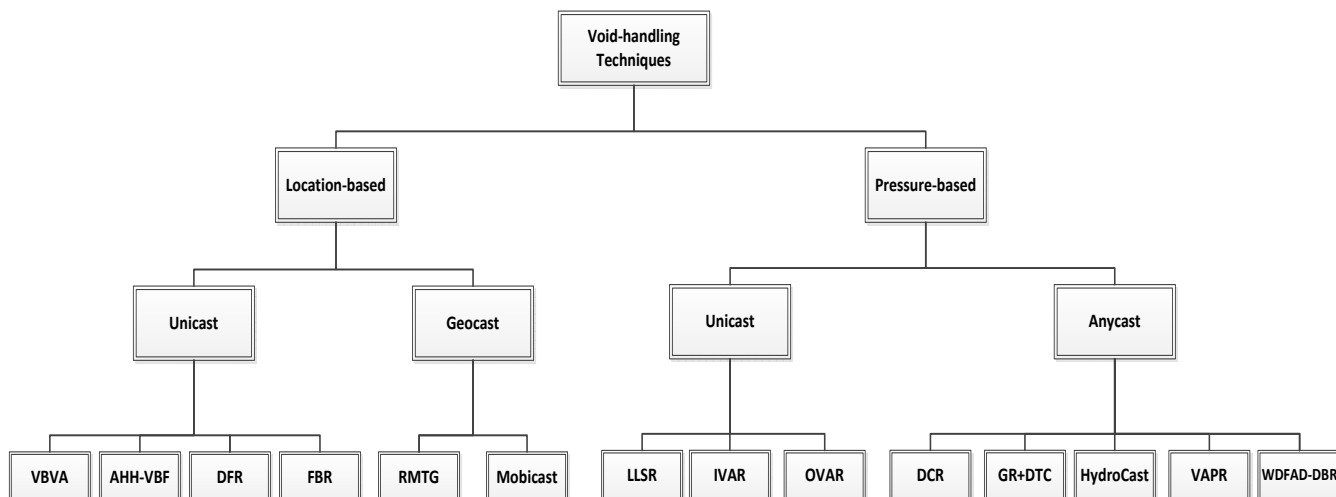 Void-handling
Techniques
Location-based
Pressure-based
Unicast
Geocast
Unicast
Anycast
VBVA
AHH-VBF
DFR
FBR
RMTG
Mobicast
LLSR
IVAR
OVAR
DCR
GR+DTC
HydroCast
VAPR
WDFAD-DBR